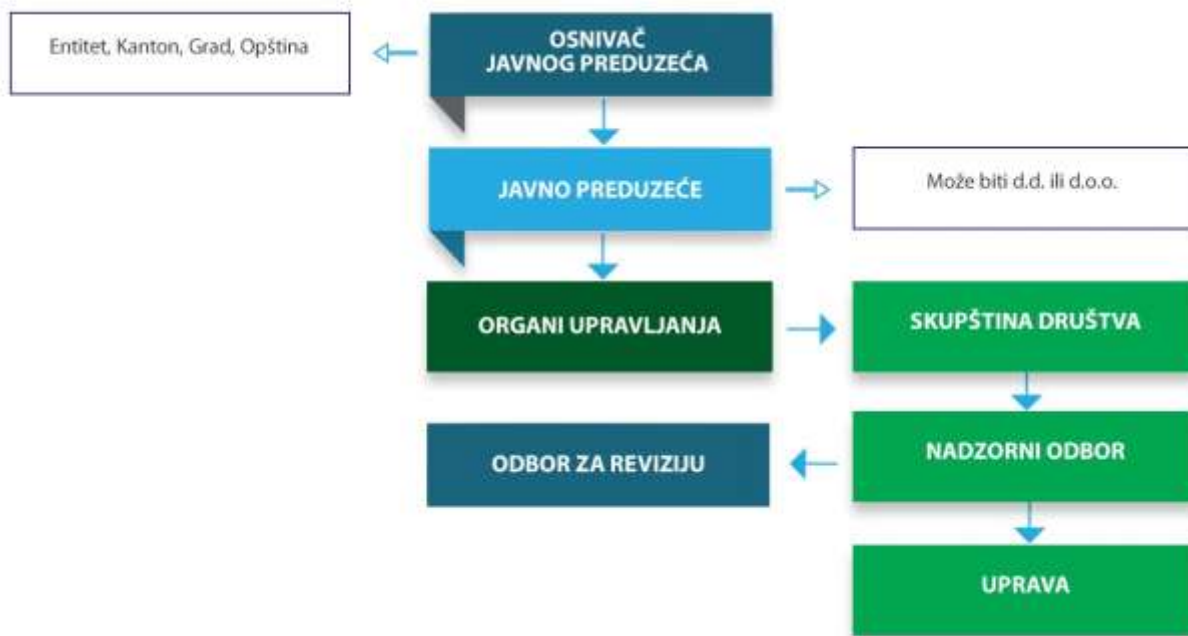 Entitet, Kanton, Grad, Opština
OSNIVAČ
JAVNOG PREDUZEĆA
JAVNO PREDUZEĆE
Može biti d.d. ili d.o.o.
ORGANI UPRAVLJANJA
SKUPŠTINA DRUŠTVA
ODBOR ZA REVIZIJU
NADZORNI ODBOR
UPRAVA